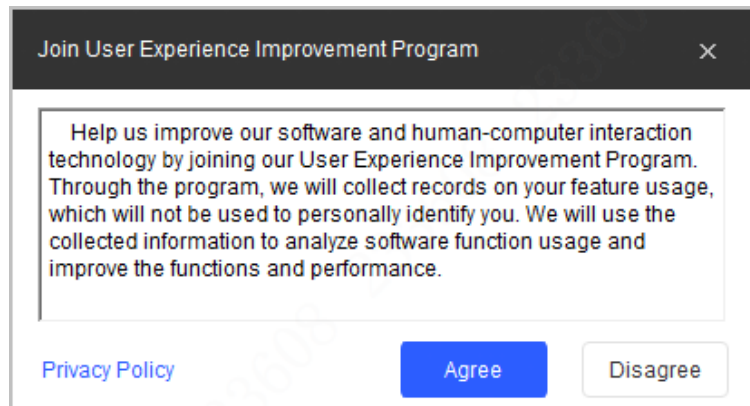 Join User Experience Improvement Program
Help us improve our software and human-computer interaction
technology by joining our User Experience Improvement Program.
Through the program, we will collect records on your feature usage,
which will not be used to personally identify you. We will use the
collected information to analyze software function usage and
improve the functions and performance.
Privacy Policy
Agree
Disagree